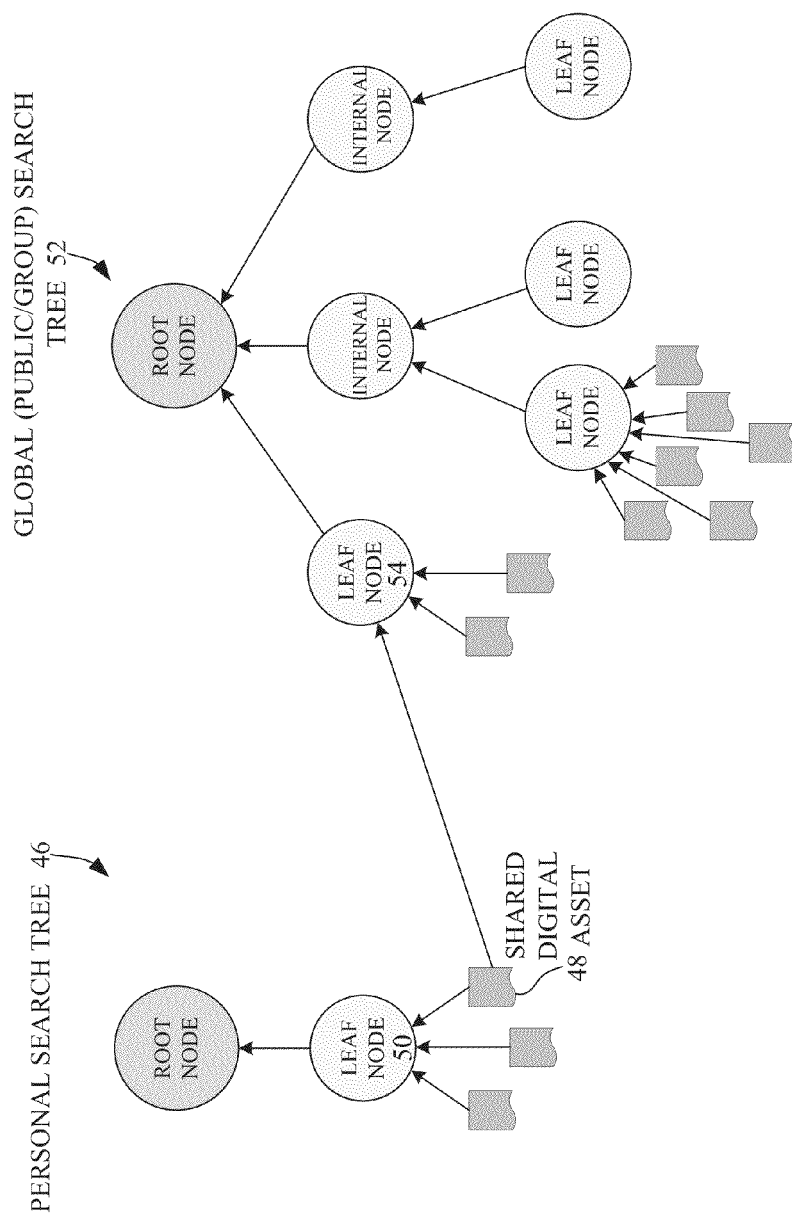 PERSONAL SEARCH TREE 46
GLOBAL (PUBLIC/GROUP) SEARCH
TREE 52
ROOT
NODE
ROOT
NODE
LEAF
NODE
50
LEAF
NODE
54
INTERNAL
NODE
INTERNAL
NODE
SHARED
DIGITAL
48 ASSET
LEAF
NODE
LEAF
NODE
LEAF
NODE